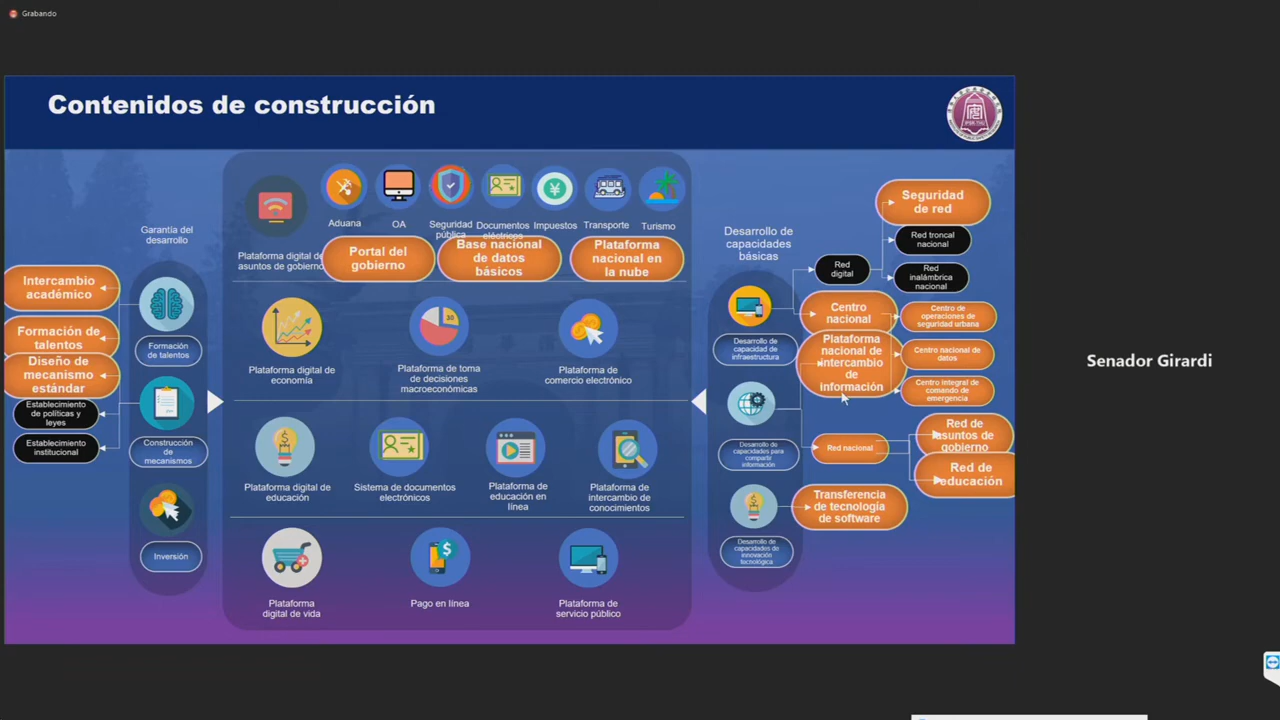 Grabando
Contenidos de construcción
Garantía del
desarrollo
Intercambio
académico
Formación de
talentos
Diseño de
mecanismo
estándar
Establecimiento
de políticas y
leyes
Establecimiento
institucional
Formación
de talentos
Construcción
de
mecanismos
Inversión
Aduana
OA
Seguridad
pública
Documentos
eléctricos
Impuestos
Transporte
Turismo
Plataforma digital de
asuntos de gobierno
Portal del
gobierno
Base nacional
de datos
básicos
Plataforma
nacional en
la nube
30
Plataforma digital de
economía
Plataforma de toma
de decisiones
macroeconómicas
Plataforma de
comercio electrónico
Plataforma digital de
educación
Sistema de documentos
electrónicos
Plataforma de
educación en
línea
Plataforma de
intercambio de
conocimientos
Plataforma
digital de vida
Pago en línea
Plataforma de
servicio público
Desarrollo de
capacidades
básicas
Desarrollo de
capacidad de
infraestructura
Desarrollo de
capacidades para
compartir
información
Desarrollo de
capacidades de
innovación
tecnológica
Red
digital
Centro
nacional
Plataforma
nacional de
intercambio
de
información
Red nacional
Transferencia
de tecnología
de software
Seguridad
de red
Red troncal
nacional
Red
inalámbrica
nacional
Centro de
operaciones de
seguridad urbana
Centro nacional de
datos
Centro integral de
comando de
emergencia
Red de
asuntos de
gobierno
Red de
educación
Senador Girardi